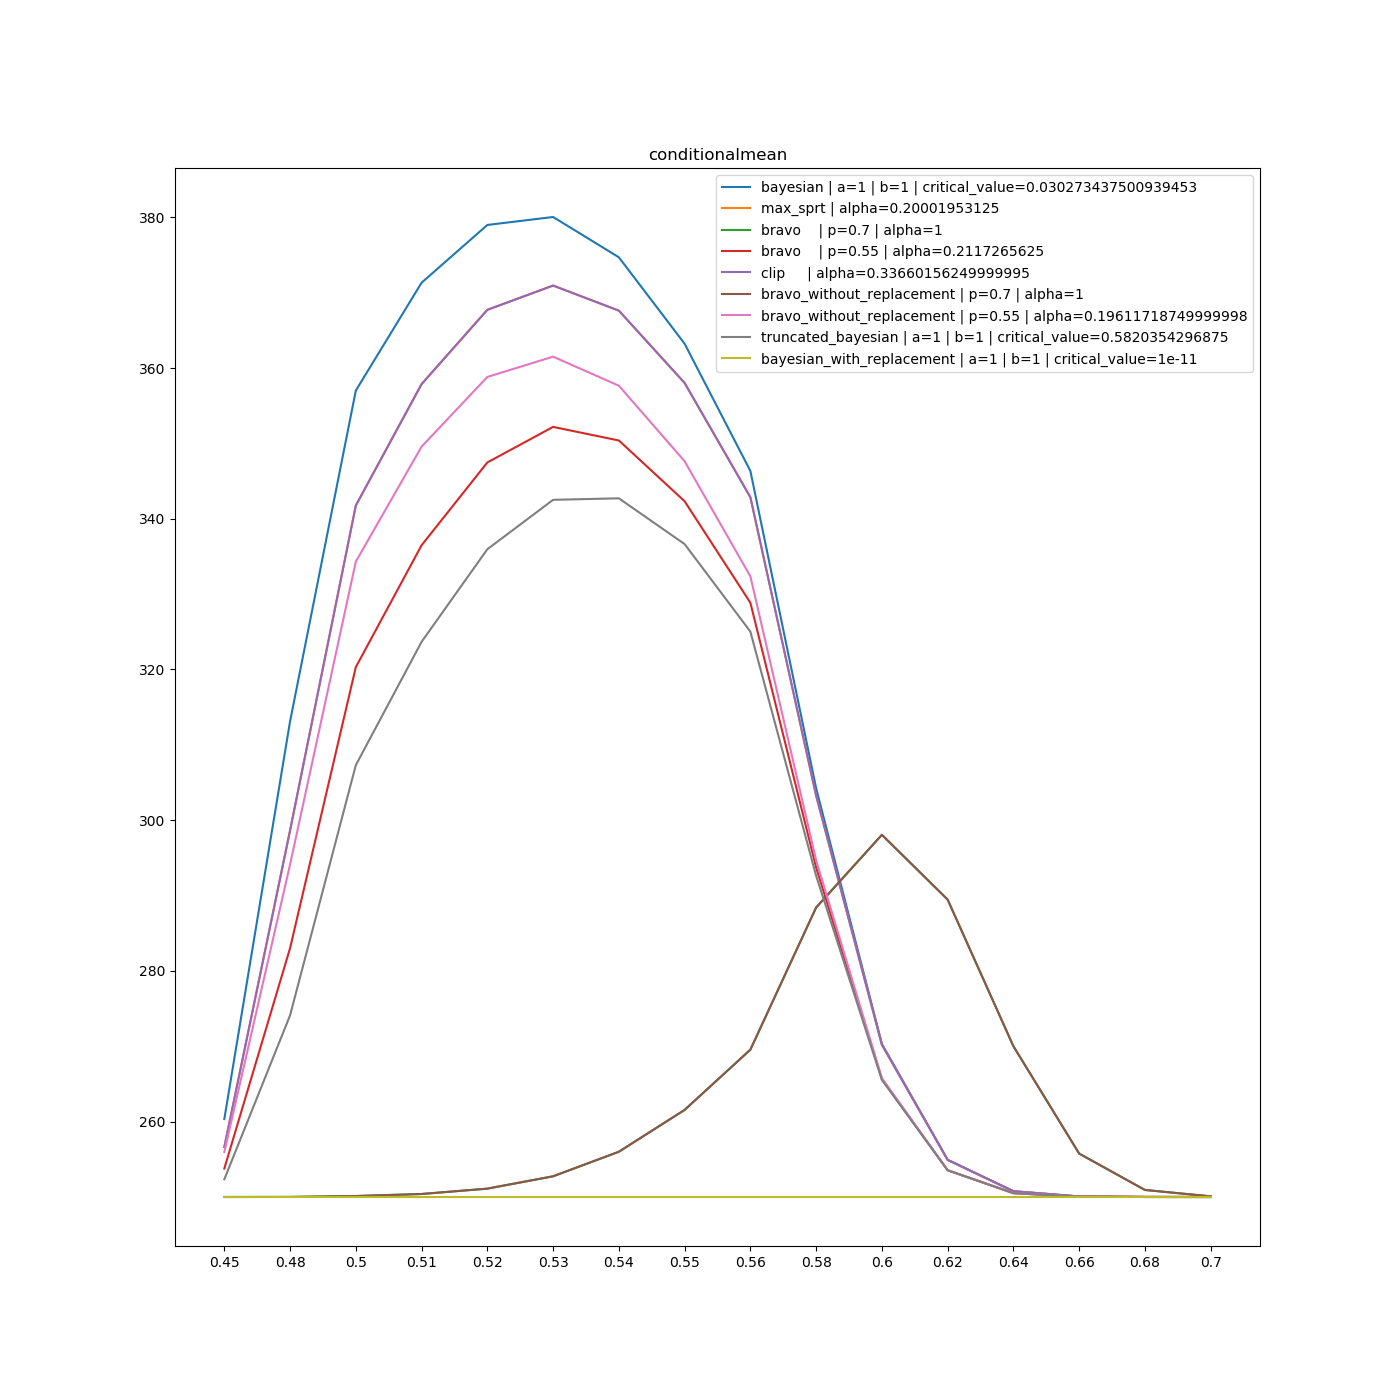 conditionalmean
bayesian | a=1 | b=1 | critical_value=0.030273437500939453
max_sprt | alpha=0.20001953125
bravo    | p=0.7 | alpha=1
bravo    | p=0.55 | alpha=0.2117265625
clip     | alpha=0.33660156249999995
bravo_without_replacement | p=0.7 | alpha=1
bravo_without_replacement | p=0.55 | alpha=0.19611718749999998
truncated_bayesian | a=1 | b=1 | critical_value=0.5820354296875
bayesian_with_replacement | a=1 | b=1 | critical_value=1e-11
380
360
340
320
300
280
260
0.45 0.48 0.5 0.51 0.52 0.53 0.54 0.55 0.56 0.58 0.6 0.62 0.64 0.66 0.68 0.7